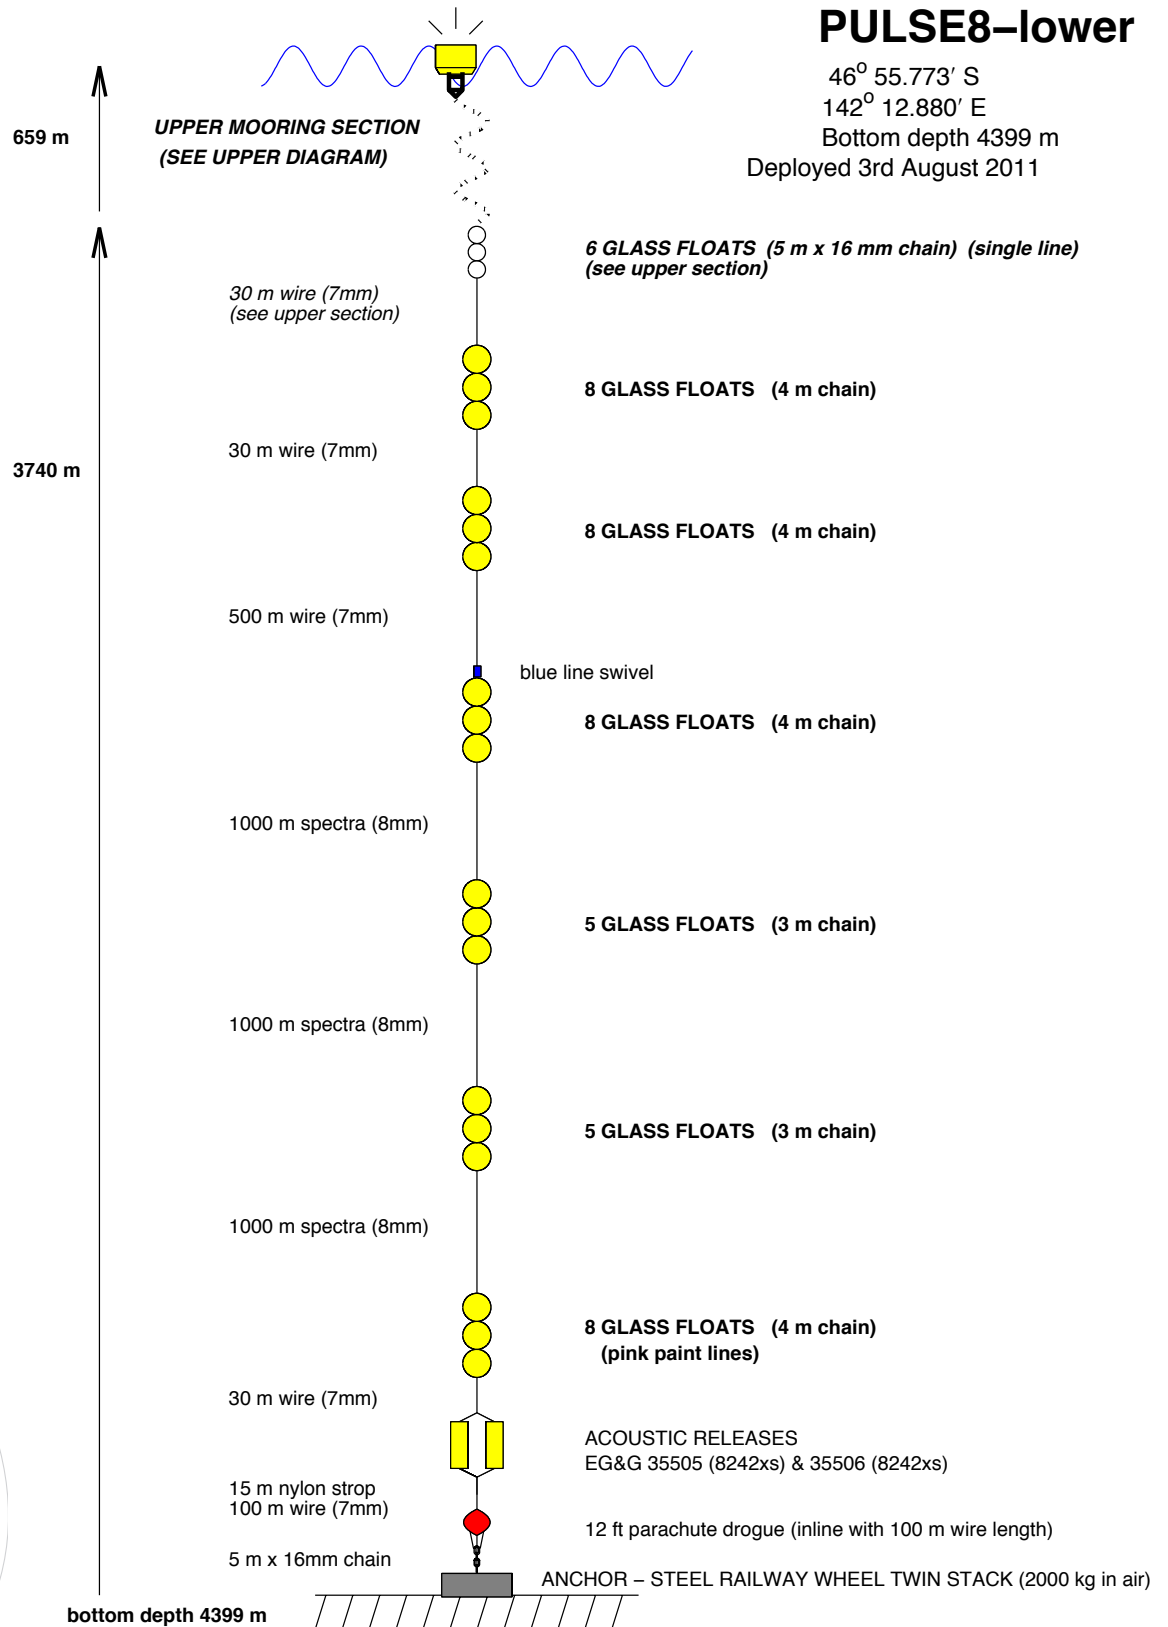 PULSE8–lower
46° 55.773′ S
142° 12.880′ E
Bottom depth 4399 m
Deployed 3rd August 2011
659 m
UPPER MOORING SECTION
(SEE UPPER DIAGRAM)
6 GLASS FLOATS (5 m x 16 mm chain) (single line)
(see upper section)
30 m wire (7mm)
(see upper section)
8 GLASS FLOATS (4 m chain)
30 m wire (7mm)
3740 m
8 GLASS FLOATS (4 m chain)
500 m wire (7mm)
blue line swivel
8 GLASS FLOATS (4 m chain)
1000 m spectra (8mm)
5 GLASS FLOATS (3 m chain)
1000 m spectra (8mm)
5 GLASS FLOATS (3 m chain)
1000 m spectra (8mm)
8 GLASS FLOATS (4 m chain)
(pink paint lines)
30 m wire (7mm)
ACOUSTIC RELEASES
EG&G 35505 (8242xs) & 35506 (8242xs)
15 m nylon strop
100 m wire (7mm)
12 ft parachute drogue (inline with 100 m wire length)
5 m x 16mm chain
ANCHOR – STEEL RAILWAY WHEEL TWIN STACK (2000 kg in air)
bottom depth 4399 m